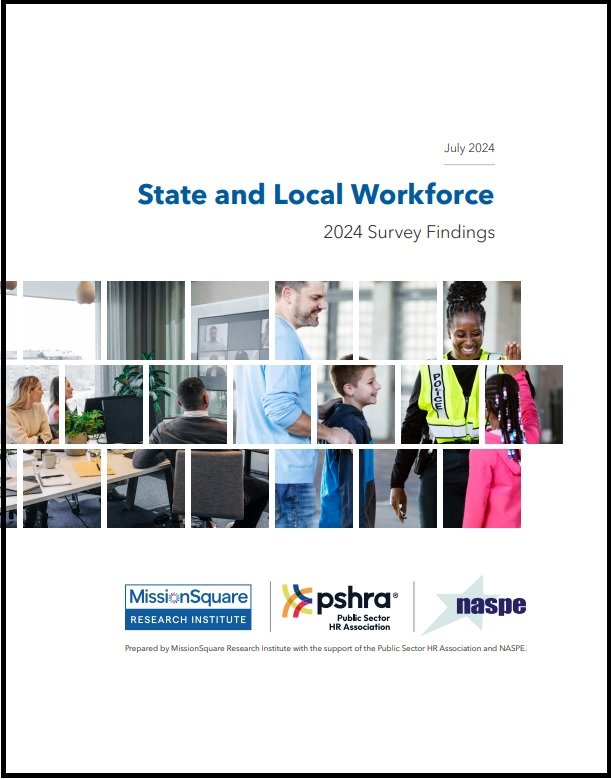 July 2024
State and Local Workforce
2024 Survey Findings
POLICE
MissionSquare
RESEARCH INSTITUTE
pshra®
Public Sector
HR Association
naspe
Prepared by MissionSquare Research Institute with the support of the Public Sector HR Association and NASPE.